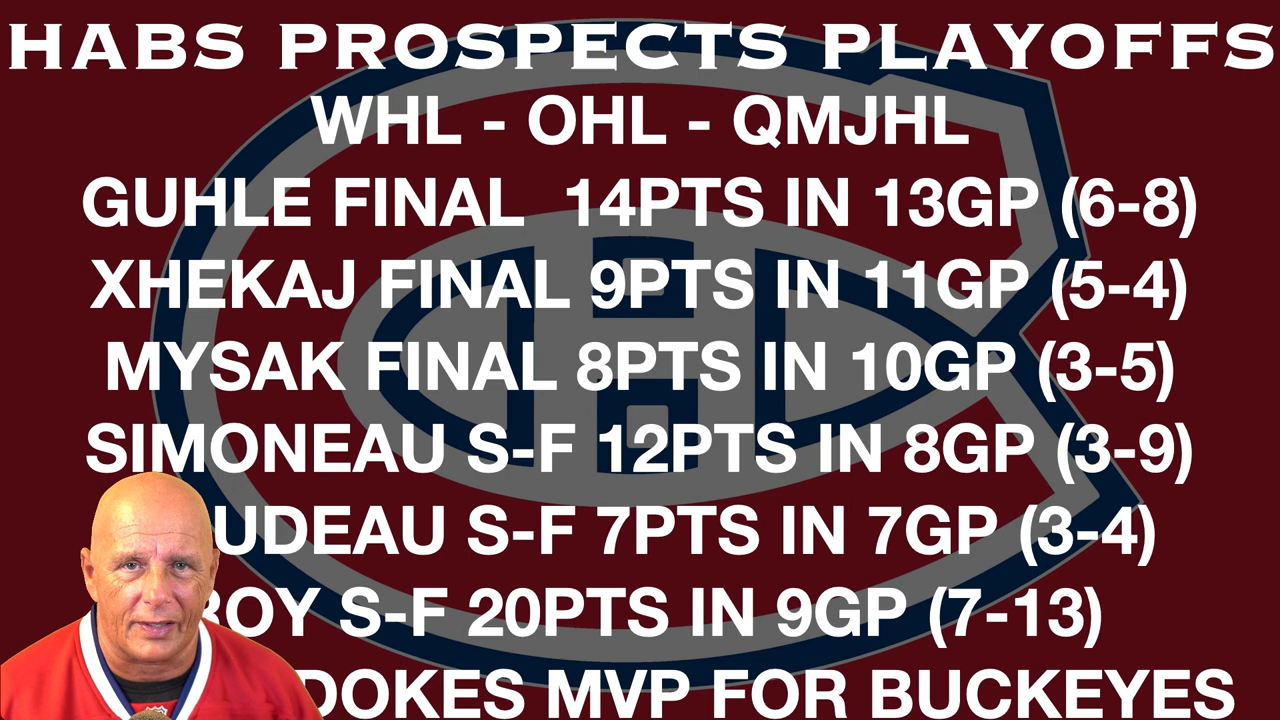 HABS PROSPECTS PLAYOFFS
WHL - OHL - QMJHL
GUHLE FINAL 14PTS IN 13GP (6-8)
XHEKAJ FINAL 9PTS IN 11GP (5-4)
MYSAK FINAL 8PTS IN 10GP (3-5)
SIMONEAU S-F 12PTS IN 8GP (3-9)
UDEAU S-F 7PTS IN 7GP (3-4)
ROY S-F 20PTS IN 9GP (7-13)
DOKES MVP FOR BUCKEYES